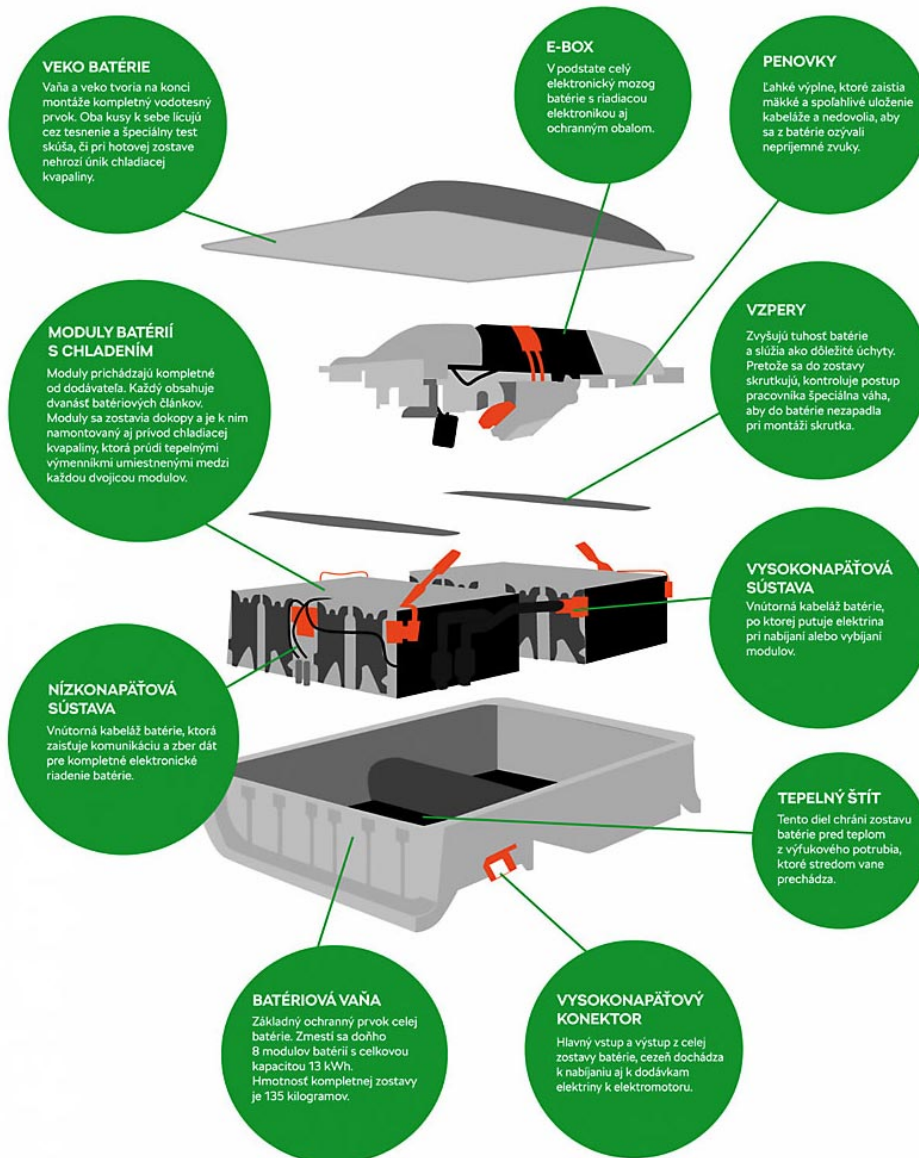 VEKO BATÉRIE
Vaňa a veko tvoria na konci
montáže kompletný vodotesný
prvok. Oba kusy k sebe lícujú
cez tesnenie a špeciálny test
skúša, či pri hotovej zostave
nehrozí únik chladiacej
kvapaliny.
E-BOX
V podstate celý
elektronický mozog
batérie s riadiacou
elektronikou aj
ochranným obalom.
PENOVKY
Ľahké výplne, ktoré zaistia
mäkké a spoľahlivé uloženie
kabeláže a nedovolia, aby
sa z batérie ozývali
nepríjemné zvuky.
MODULY BATÉRIÍ
S CHLADENÍM
Moduly prichádzajú kompletné
od dodávateľa. Každý obsahuje
dvanásť batériových článkov.
Moduly sa zostavia dokopy a je k nim
namontovaný aj prívod chladiacej
kvapaliny, ktorá prúdi tepelnými
výmenníkmi umiestnenými medzi
každou dvojicou modulov.
VZPERY
Zvyšujú tuhosť batérie
a slúžia ako dôležité úchyty.
Pretože sa do zostavy
skrutkujú, kontroluje postup
pracovníka špeciálna váha,
aby do batérie nezapadla
pri montáži skrutka.
VYSOKONAPÄŤOVÁ
SÚSTAVA
Vnútorná kabeláž batérie,
po ktorej putuje elektrina
pri nabíjaní alebo vybíjaní
modulov.
NÍZKONAPÄŤOVÁ
SÚSTAVA
Vnútorná kabeláž batérie, ktorá
zaisťuje komunikáciu a zber dát
pre kompletné elektronické
riadenie batérie.
TEPELNÝ ŠTÍT
Tento diel chráni zostavu
batérie pred teplom
z výfukového potrubia,
ktoré stredom vane
prechádza.
BATÉRIOVÁ VAŇA
Základný ochranný prvok celej
batérie. Zmestí sa doňho
8 modulov batérií s celkovou
kapacitou 13 kWh.
Hmotnosť kompletnej zostavy
je 135 kilogramov.
VYSOKONAPÄŤOVÝ
KONEKTOR
Hlavný vstup a výstup z celej
zostavy batérie, cezeň dochádza
k nabíjaniu aj k dodávkam
elektriny k elektromotoru.